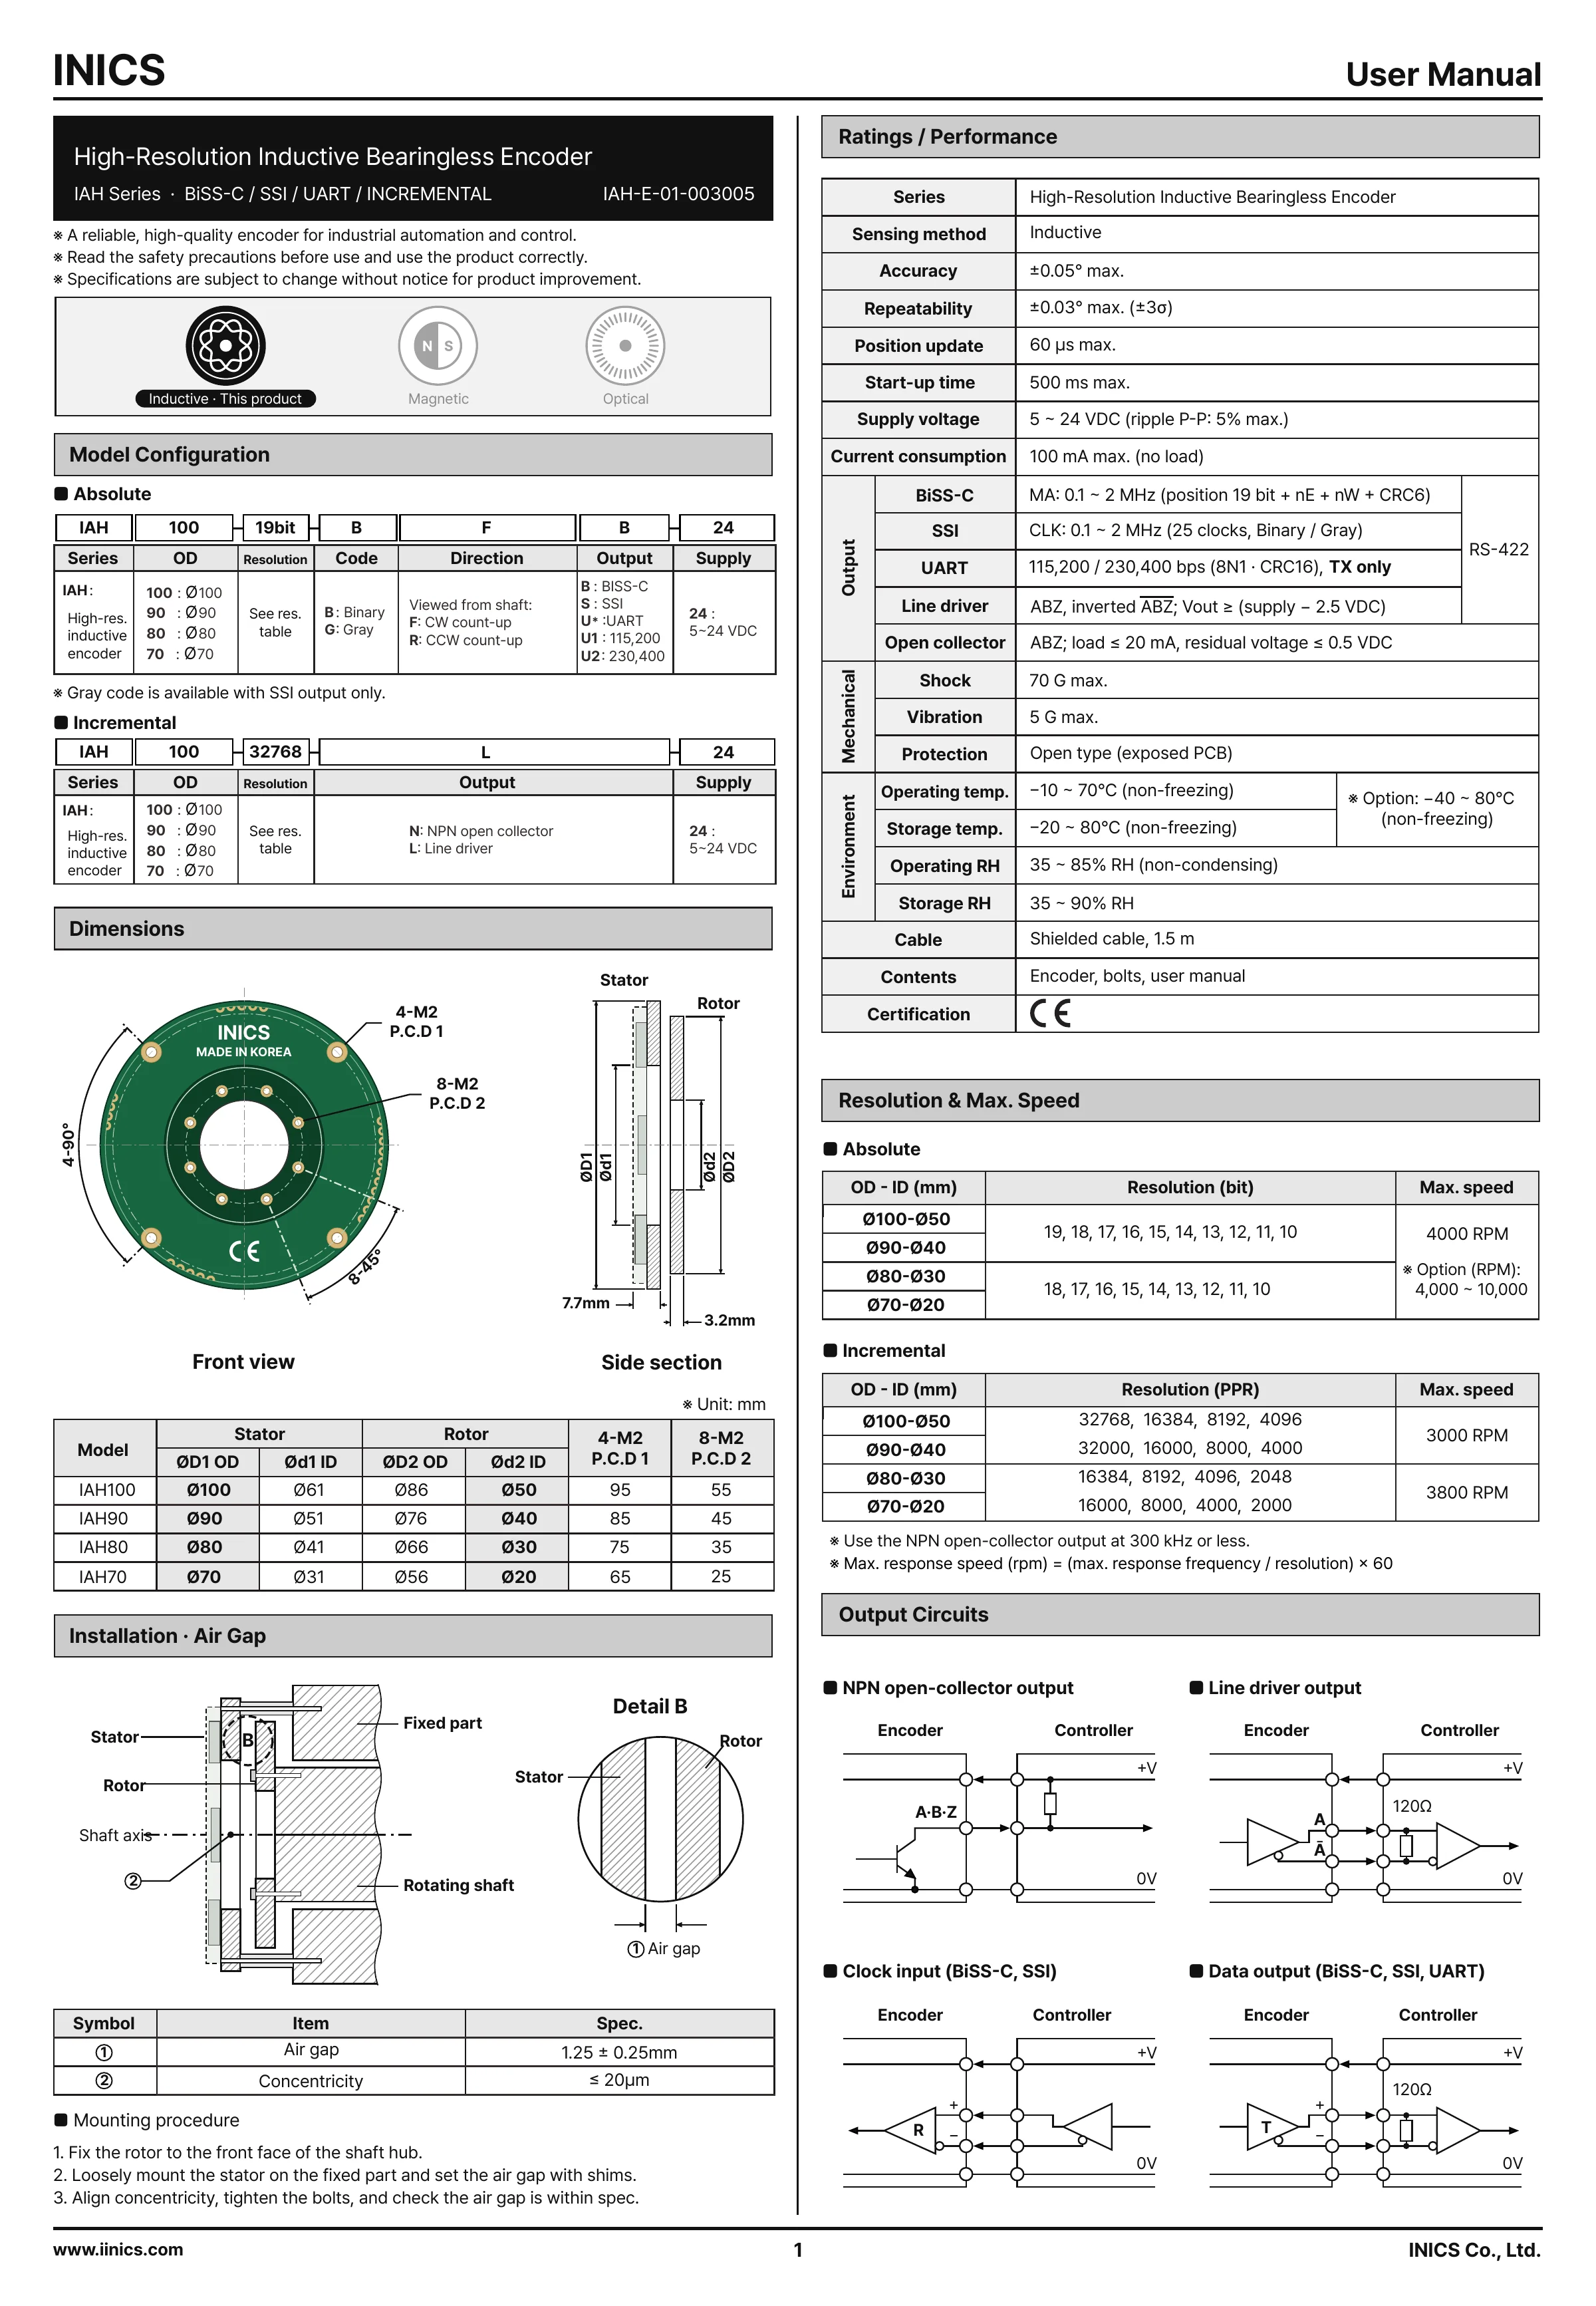 INICS
User Manual
High-Resolution Inductive Bearingless Encoder
IAH Series · BiSS-C / SSI / UART / INCREMENTAL IAH-E-01-003005
※ A reliable, high-quality encoder for industrial automation and control.
※ Read the safety precautions before use and use the product correctly.
※ Specifications are subject to change without notice for product improvement.
N S
Inductive · This product
Magnetic
Optical
Model Configuration
■ Absolute
IAH 100 19bit B F B 24
Series OD Resolution Code Direction Output Supply
IAH :
High-res.
inductive
encoder
100 : Ø100
90 : Ø90
80 : Ø80
70 : Ø70
See res.
table
B : Binary
G: Gray
Viewed from shaft:
F: CW count-up
R: CCW count-up
B : BISS-C
S : SSI
U* :UART
U1 : 115,200
U2: 230,400
24 :
5~24 VDC
※ Gray code is available with SSI output only.
■ Incremental
IAH 100 32768 L 24
Series OD Resolution Output Supply
IAH :
High-res.
inductive
encoder
100 : Ø100
90 : Ø90
80 : Ø80
70 : Ø70
See res.
table
N: NPN open collector
L: Line driver
24 :
5~24 VDC
Dimensions
INICS
MADE IN KOREA
CE
4-90°
8-45°
4-M2
P.C.D 1
8-M2
P.C.D 2
Front view
Stator
Rotor
ØD1
Ød1
Ød2
ØD2
7.7mm
3.2mm
Side section
※ Unit: mm
Model Stator Rotor 4-M2 P.C.D 1 8-M2 P.C.D 2
ØD1 OD Ød1 ID ØD2 OD Ød2 ID
IAH100 Ø100 Ø61 Ø86 Ø50 95 55
IAH90 Ø90 Ø51 Ø76 Ø40 85 45
IAH80 Ø80 Ø41 Ø66 Ø30 75 35
IAH70 Ø70 Ø31 Ø56 Ø20 65 25
Installation · Air Gap
Stator
Rotor
Shaft axis
②
B
Fixed part
Rotating shaft
Detail B
Stator
Rotor
① Air gap
Symbol Item Spec.
① Air gap 1.25 ± 0.25mm
② Concentricity ≤ 20µm
■ Mounting procedure
1. Fix the rotor to the front face of the shaft hub.
2. Loosely mount the stator on the fixed part and set the air gap with shims.
3. Align concentricity, tighten the bolts, and check the air gap is within spec.
Ratings / Performance
Series High-Resolution Inductive Bearingless Encoder
Sensing method Inductive
Accuracy ±0.05° max.
Repeatability ±0.03° max. (±3σ)
Position update 60 µs max.
Start-up time 500 ms max.
Supply voltage 5 ~ 24 VDC (ripple P-P: 5% max.)
Current consumption 100 mA max. (no load)
Output
BiSS-C MA: 0.1 ~ 2 MHz (position 19 bit + nE + nW + CRC6)
SSI CLK: 0.1 ~ 2 MHz (25 clocks, Binary / Gray)
RS-422
UART 115,200 / 230,400 bps (8N1 · CRC16), TX only
Line driver ABZ, inverted A̅B̅Z̅; Vout ≥ (supply − 2.5 VDC)
Open collector ABZ; load ≤ 20 mA, residual voltage ≤ 0.5 VDC
Mechanical
Shock 70 G max.
Vibration 5 G max.
Protection Open type (exposed PCB)
Environment
Operating temp. −10 ~ 70°C (non-freezing)
Storage temp. −20 ~ 80°C (non-freezing)
※ Option: −40 ~ 80°C
(non-freezing)
Operating RH 35 ~ 85% RH (non-condensing)
Storage RH 35 ~ 90% RH
Cable Shielded cable, 1.5 m
Contents Encoder, bolts, user manual
Certification CE
Resolution & Max. Speed
■ Absolute
OD - ID (mm) Resolution (bit) Max. speed
Ø100-Ø50
Ø90-Ø40
19, 18, 17, 16, 15, 14, 13, 12, 11, 10
Ø80-Ø30
Ø70-Ø20
18, 17, 16, 15, 14, 13, 12, 11, 10
4000 RPM
※ Option (RPM):
4,000 ~ 10,000
■ Incremental
OD - ID (mm) Resolution (PPR) Max. speed
Ø100-Ø50 32768, 16384, 8192, 4096
Ø90-Ø40 32000, 16000, 8000, 4000
3000 RPM
Ø80-Ø30 16384, 8192, 4096, 2048
Ø70-Ø20 16000, 8000, 4000, 2000
3800 RPM
※ Use the NPN open-collector output at 300 kHz or less.
※ Max. response speed (rpm) = (max. response frequency / resolution) × 60
Output Circuits
■ NPN open-collector output
Encoder Controller
+V
A·B·Z
0V
■ Line driver output
Encoder Controller
+V
120Ω
A
A̅
0V
■ Clock input (BiSS-C, SSI)
Encoder Controller
+V
+
R
−
0V
■ Data output (BiSS-C, SSI, UART)
Encoder Controller
+V
120Ω
+
T
−
0V
www.iinics.com
1
INICS Co., Ltd.